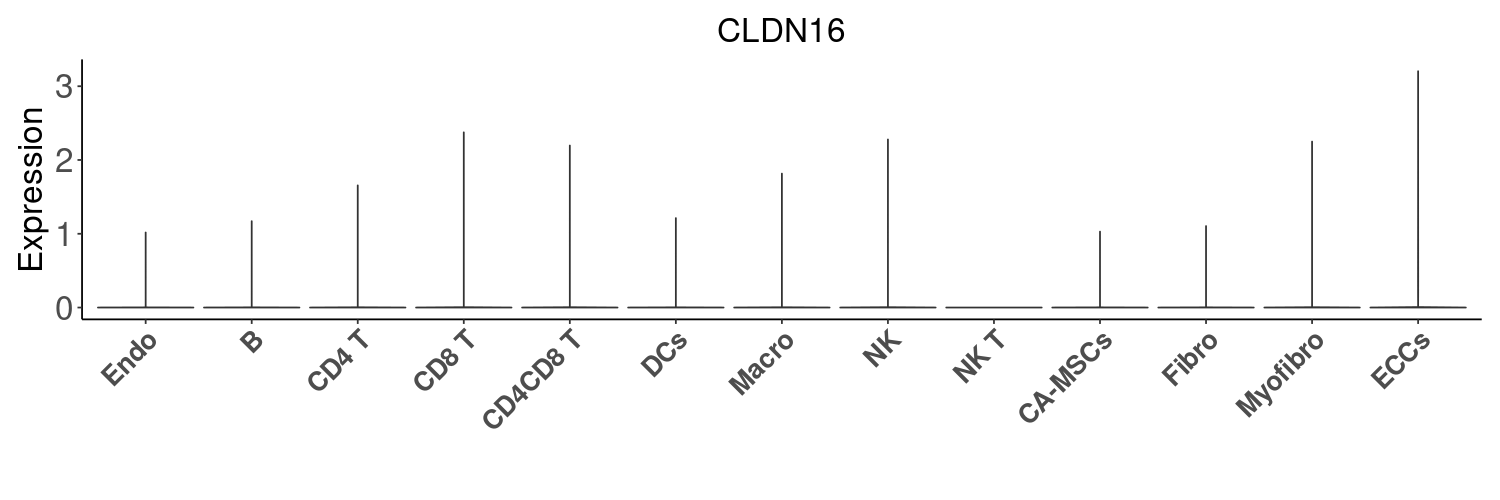 CLDN16
Expression
3
2
1
0
Endo
B
CD4 T
CD8 T
CD4CD8 T
DCs
Macro
NK
NK T
CA-MSCs
Fibro
Myofibro
ECCs